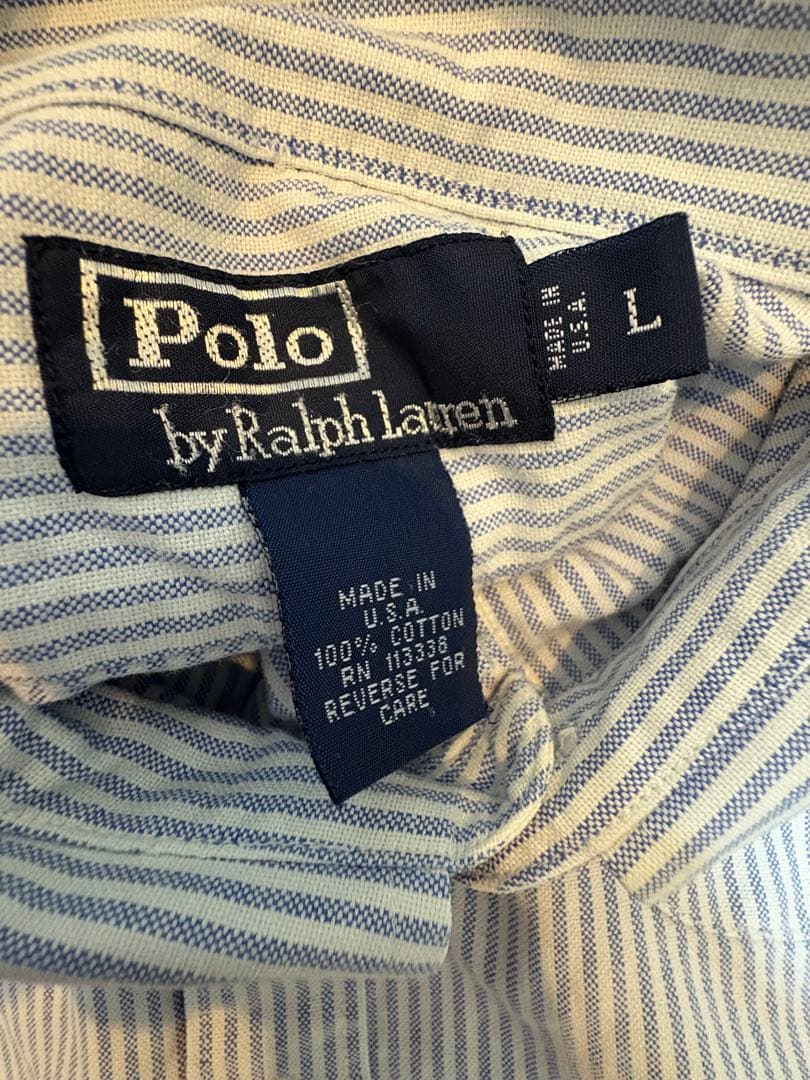 Polo
by Ralph Lauren
MADE IN
U.S.A.
L
MADE IN
U.S.A.
100% COTTON
RN 113338
REVERSE FOR
CARE